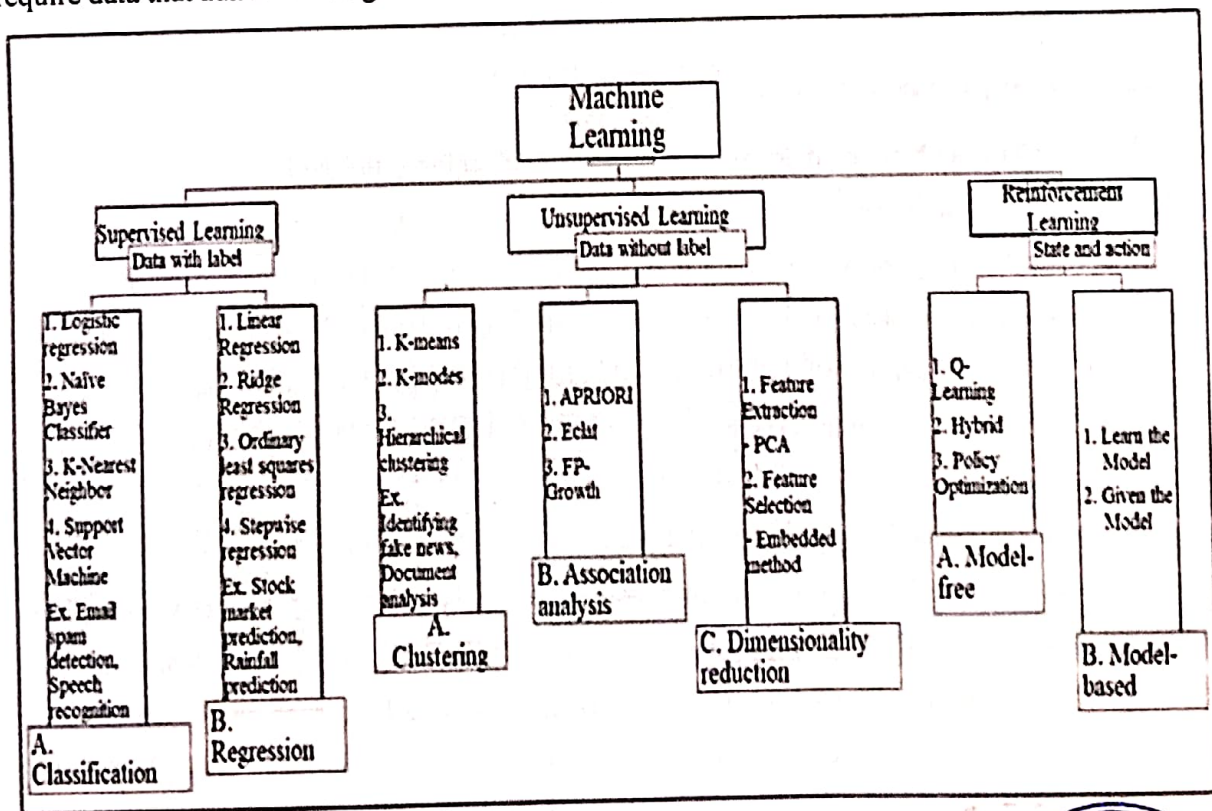 Machine
Learning
Supervised Learning
Data with label
Unsupervised Learning
Data without label
Reinforcement
Learning
State and action
1. Logistic
regression
2. Naïve
Bayes
Classifier
3. K-Nearest
Neighbor
4. Support
Vector
Machine
Ex. Email
spam
detection,
Speech
recognition
A.
Classification
1. Linear
Regression
2. Ridge
Regression
3. Ordinary
least squares
regression
4. Stepwise
regression
Ex. Stock
market
prediction,
Rainfall
prediction
B.
Regression
1. K-means
2. K-modes
3.
Hierarchical
clustering
Ex.
Identifying
fake news,
Document
analysis
A.
Clustering
1. APRIORI
2. Eclat
3. FP-
Growth
B. Association
analysis
1. Feature
Extraction
- PCA
2. Feature
Selection
- Embedded
method
C. Dimensionality
reduction
1. Q-
Learning
2. Hybrid
3. Policy
Optimization
A. Model-
free
1. Learn the
Model
2. Given the
Model
B. Model-
based